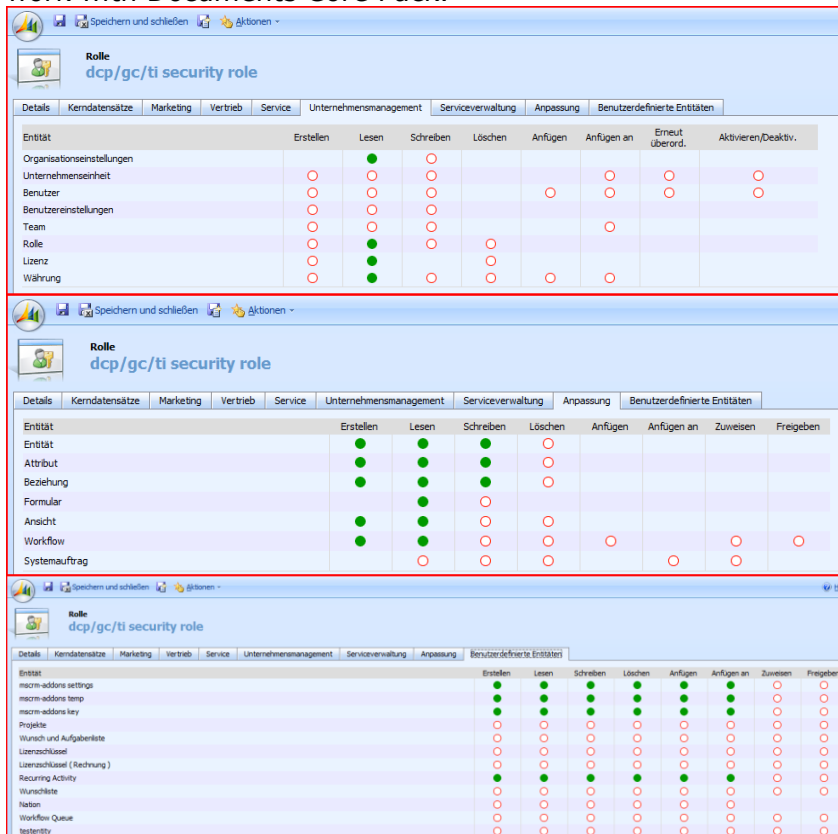 work with Documents Core Pack.
Speichern und schließen Aktionen
Rolle
dcp/gc/ti security role
Details Kerndatensätze Marketing Vertrieb Service Unternehmensmanagement Serviceverwaltung Anpassung Benutzerdefinierte Entitäten
Entität Erstellen Lesen Schreiben Löschen Anfügen Anfügen an Erneut überord. Aktivieren/Deaktiv.
Organisationseinstellungen
Unternehmenseinheit
Benutzer
Benutzereinstellungen
Team
Rolle
Lizenz
Währung
Speichern und schließen Aktionen
Rolle
dcp/gc/ti security role
Details Kerndatensätze Marketing Vertrieb Service Unternehmensmanagement Serviceverwaltung Anpassung Benutzerdefinierte Entitäten
Entität Erstellen Lesen Schreiben Löschen Anfügen Anfügen an Zuweisen Freigeben
Entität
Attribut
Beziehung
Formular
Ansicht
Workflow
Systemauftrag
Speichern und schließen Aktionen
Rolle
dcp/gc/ti security role
Details Kerndatensätze Marketing Vertrieb Service Unternehmensmanagement Serviceverwaltung Anpassung Benutzerdefinierte Entitäten
Entität Erstellen Lesen Schreiben Löschen Anfügen Anfügen an Zuweisen Freigeben
mscrm-addons settings
mscrm-addons temp
mscrm-addons key
Projekte
Wunsch und Aufgabenliste
Lizenzschlüssel
Lizenzschlüssel ( Rechnung )
Recurring Activity
Wunschliste
Nation
Workflow Queue
testentity